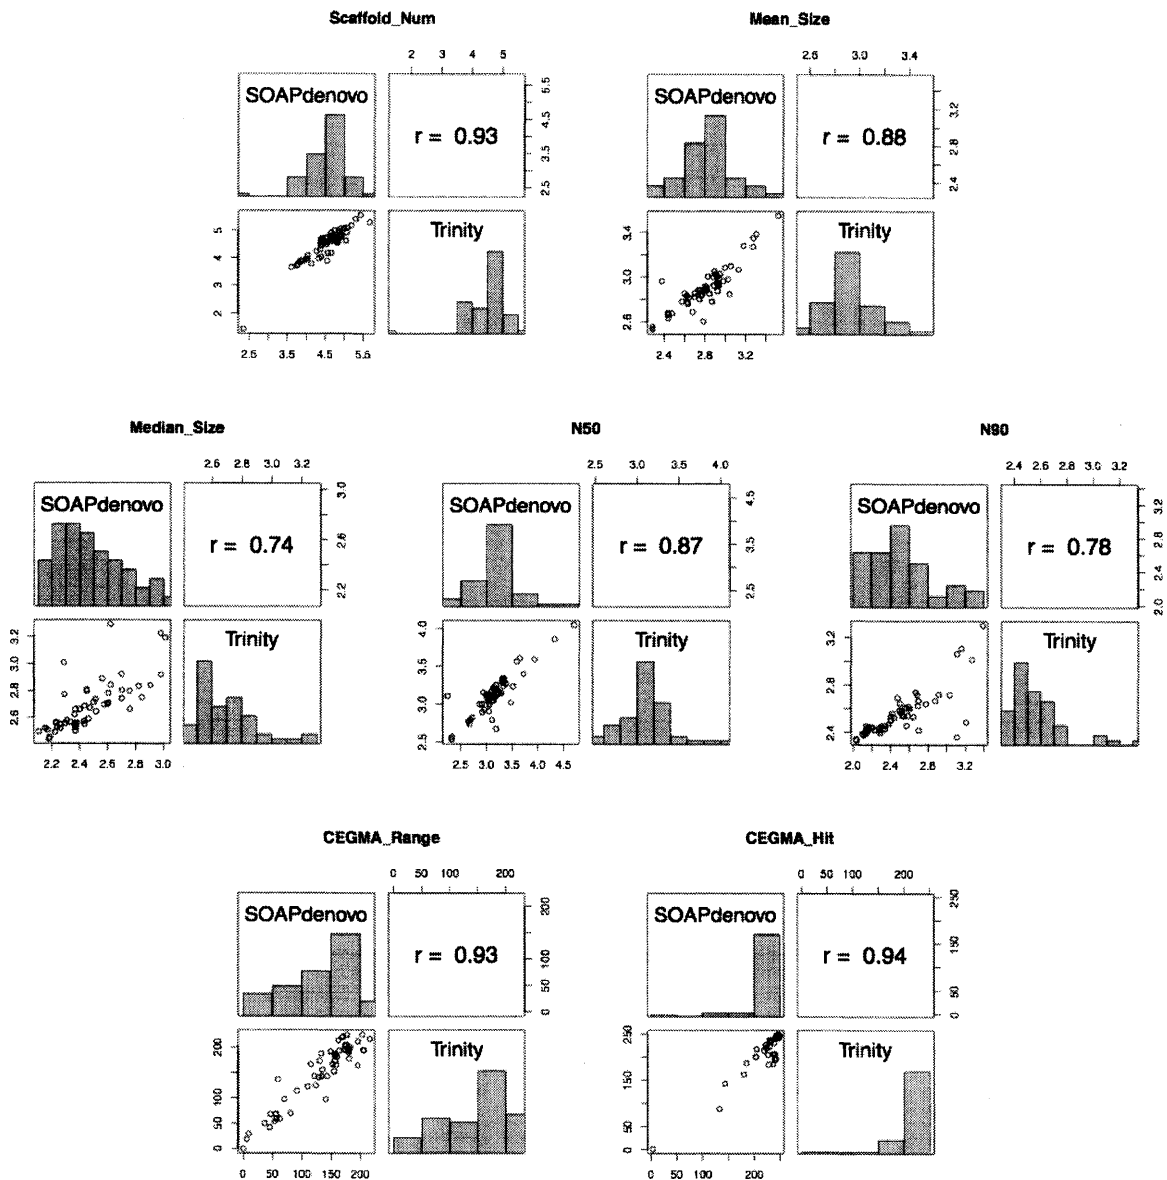 Scaffold_Num
Mean_Size
2 3 4 5
2.6 3.0 3.4
SOAPdenovo
r = 0.93
2.5 3.5 4.5 5.5
SOAPdenovo
r = 0.88
2.4 2.8 3.2
2 3 4 5
Trinity
2.5 3.5 4.5 5.5
2.6 3.0 3.4
Trinity
2.4 2.8 3.2
Median_Size
N50
N90
2.6 2.8 3.0 3.2
2.5 3.0 3.5 4.0
2.4 2.6 2.8 3.0 3.2
SOAPdenovo
r = 0.74
2.2 2.6 3.0
SOAPdenovo
r = 0.87
2.5 3.5 4.5
SOAPdenovo
r = 0.78
2.0 2.4 2.8 3.2
2.6 2.8 3.0 3.2
Trinity
2.2 2.4 2.6 2.8 3.0
2.5 3.0 3.5 4.0
Trinity
2.5 3.0 3.5 4.0 4.5
2.4 2.8 3.2
Trinity
2.0 2.4 2.8 3.2
CEGMA_Range
CEGMA_Hit
0 50 100 200
0 50 100 200
SOAPdenovo
r = 0.93
0 50 100 200
SOAPdenovo
r = 0.94
0 50 150 250
0 50 100 200
Trinity
0 50 100 150 200
0 50 150 250
Trinity
0 50 100 150 200